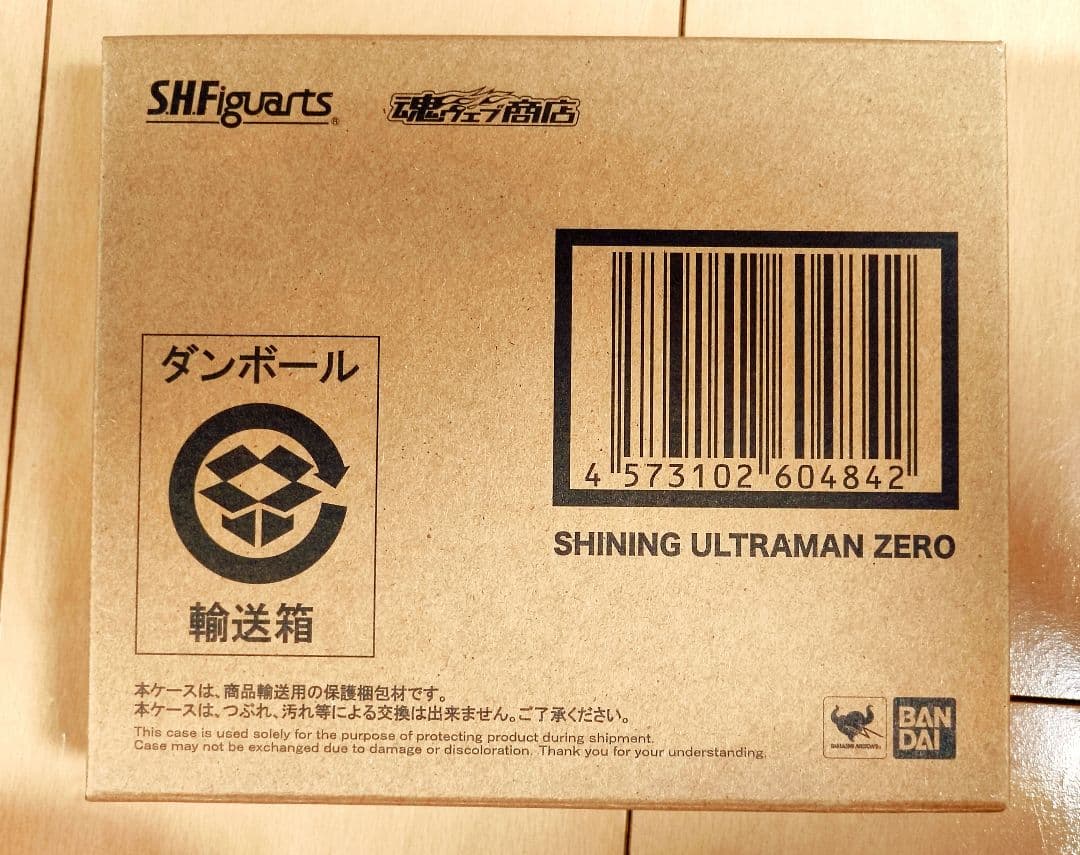 S.H.Figuarts®
魂ウェブ商店
4 573102 604842
SHINING ULTRAMAN ZERO
ダンボール
輸送箱
本ケースは、商品輸送用の保護梱包材です。
本ケースは、つぶれ、汚れ等による交換は出来ません。ご了承ください。
This case is used solely for the purpose of protecting product during shipment.
Case may not be exchanged due to damage or discoloration. Thank you for your understanding.
BAN
DAI